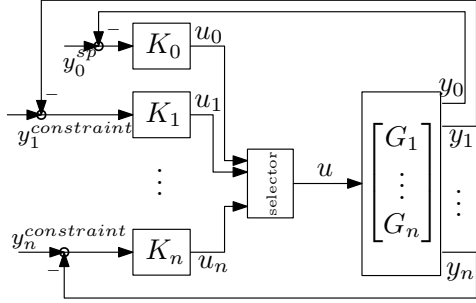 −
y_0^{sp}
K_0
u_0
y_0
−
y_1^{constraint}
K_1
u_1
G_1
y_1
⋮
selector
u
⋮
⋮
y_n^{constraint}
−
K_n
u_n
G_n
y_n